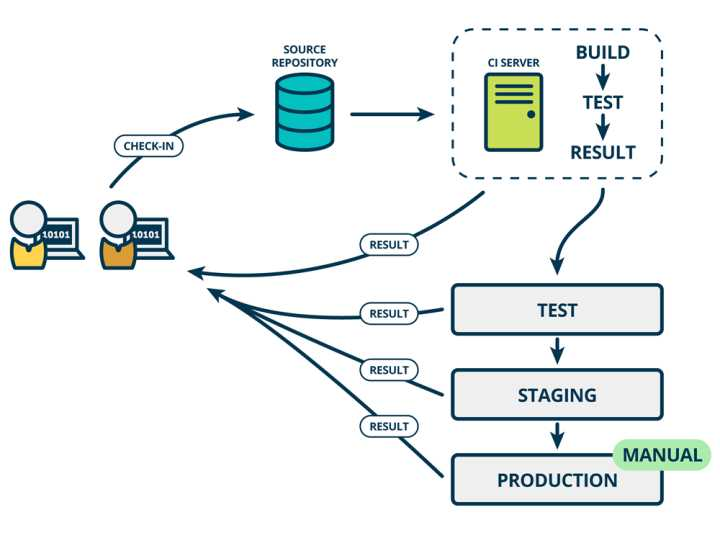 SOURCE
REPOSITORY
CI SERVER
BUILD
TEST
RESULT
CHECK-IN
10101
10101
RESULT
TEST
RESULT
RESULT
STAGING
RESULT
MANUAL
PRODUCTION